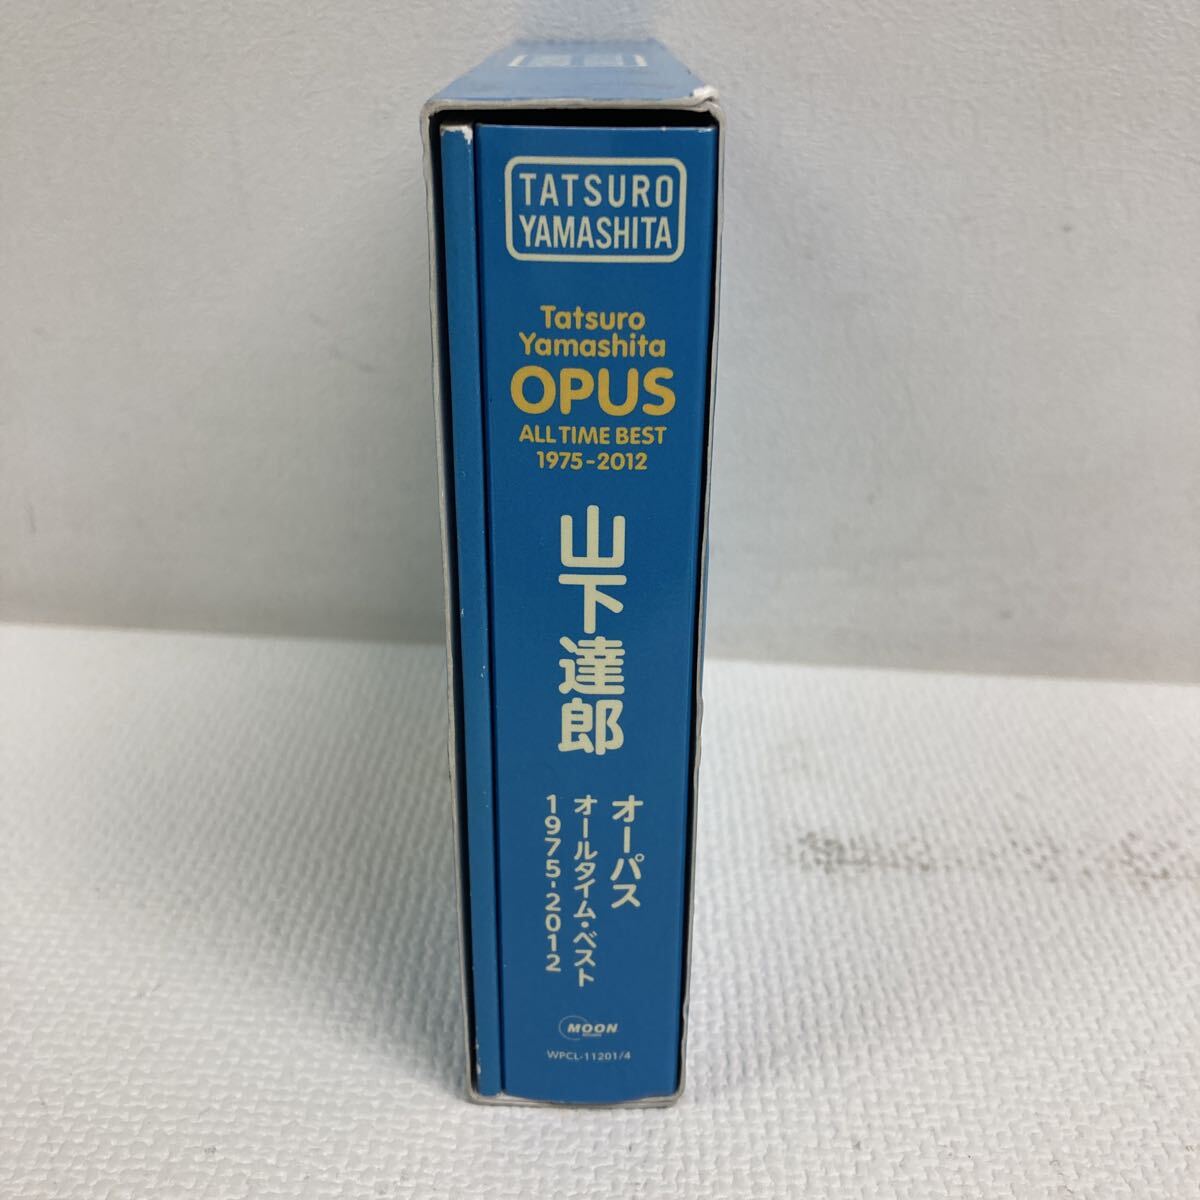 TATSURO
YAMASHITA
Tatsuro
Yamashita
OPUS
ALL TIME BEST
1975-2012
山下達郎
オーパス
オールタイム・ベスト
1975-2012
MOON
WPCL-11201/4